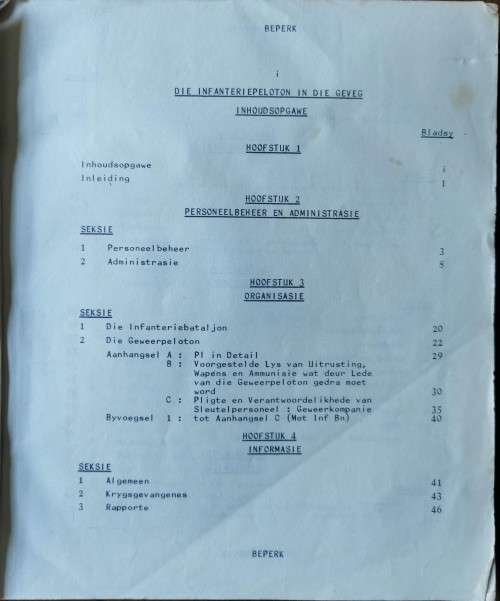 BEPERK
i
DIE INFANTERIEPELOTON IN DIE GEVEG
INHOUDSOPGAWE
Bladsy
HOOFSTUK 1
Inhoudsopgawe i
Inleiding 1
HOOFSTUK 2
PERSONEELBEHEER EN ADMINISTRASIE
SEKSIE
1 Personeelbeheer 3
2 Administrasie 5
HOOFSTUK 3
ORGANISASIE
SEKSIE
1 Die Infanteriebataljon 20
2 Die Geweerpeloton 22
Aanhangsel A : Pl in Detail 29
B : Voorgestelde Lys van Uitrusting,
Wapens en Ammunisie wat deur Lede
van die Geweerpeloton gedra moet
word 30
C : Pligte en Verantwoordelikhede van
Sleutelpersoneel : Geweerkompanie 35
Byvoegsel 1 : tot Aanhangsel C (Mot Inf Bn) 40
HOOFSTUK 4
INFORMASIE
SEKSIE
1 Algemeen 41
2 Krygsgevangenes 43
3 Rapporte 46
BEPERK